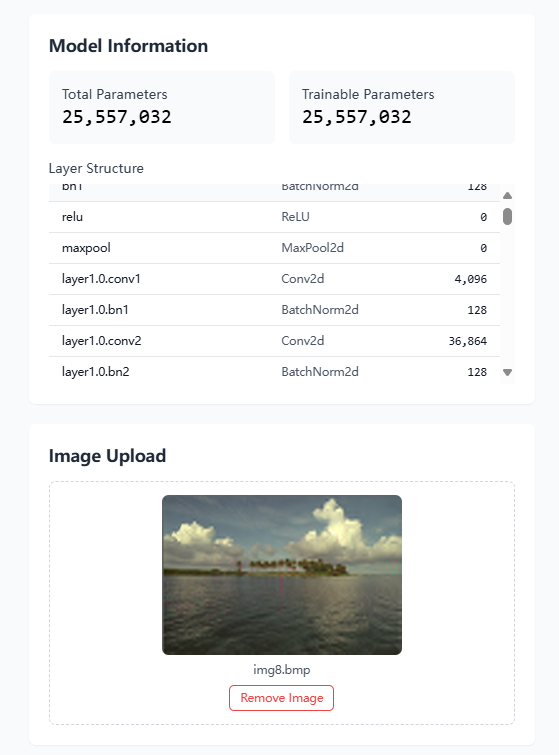 Model Information
Total Parameters
25,557,032
Trainable Parameters
25,557,032
Layer Structure
bn1 BatchNorm2d 128
relu ReLU 0
maxpool MaxPool2d 0
layer1.0.conv1 Conv2d 4,096
layer1.0.bn1 BatchNorm2d 128
layer1.0.conv2 Conv2d 36,864
layer1.0.bn2 BatchNorm2d 128
Image Upload
img8.bmp
Remove Image